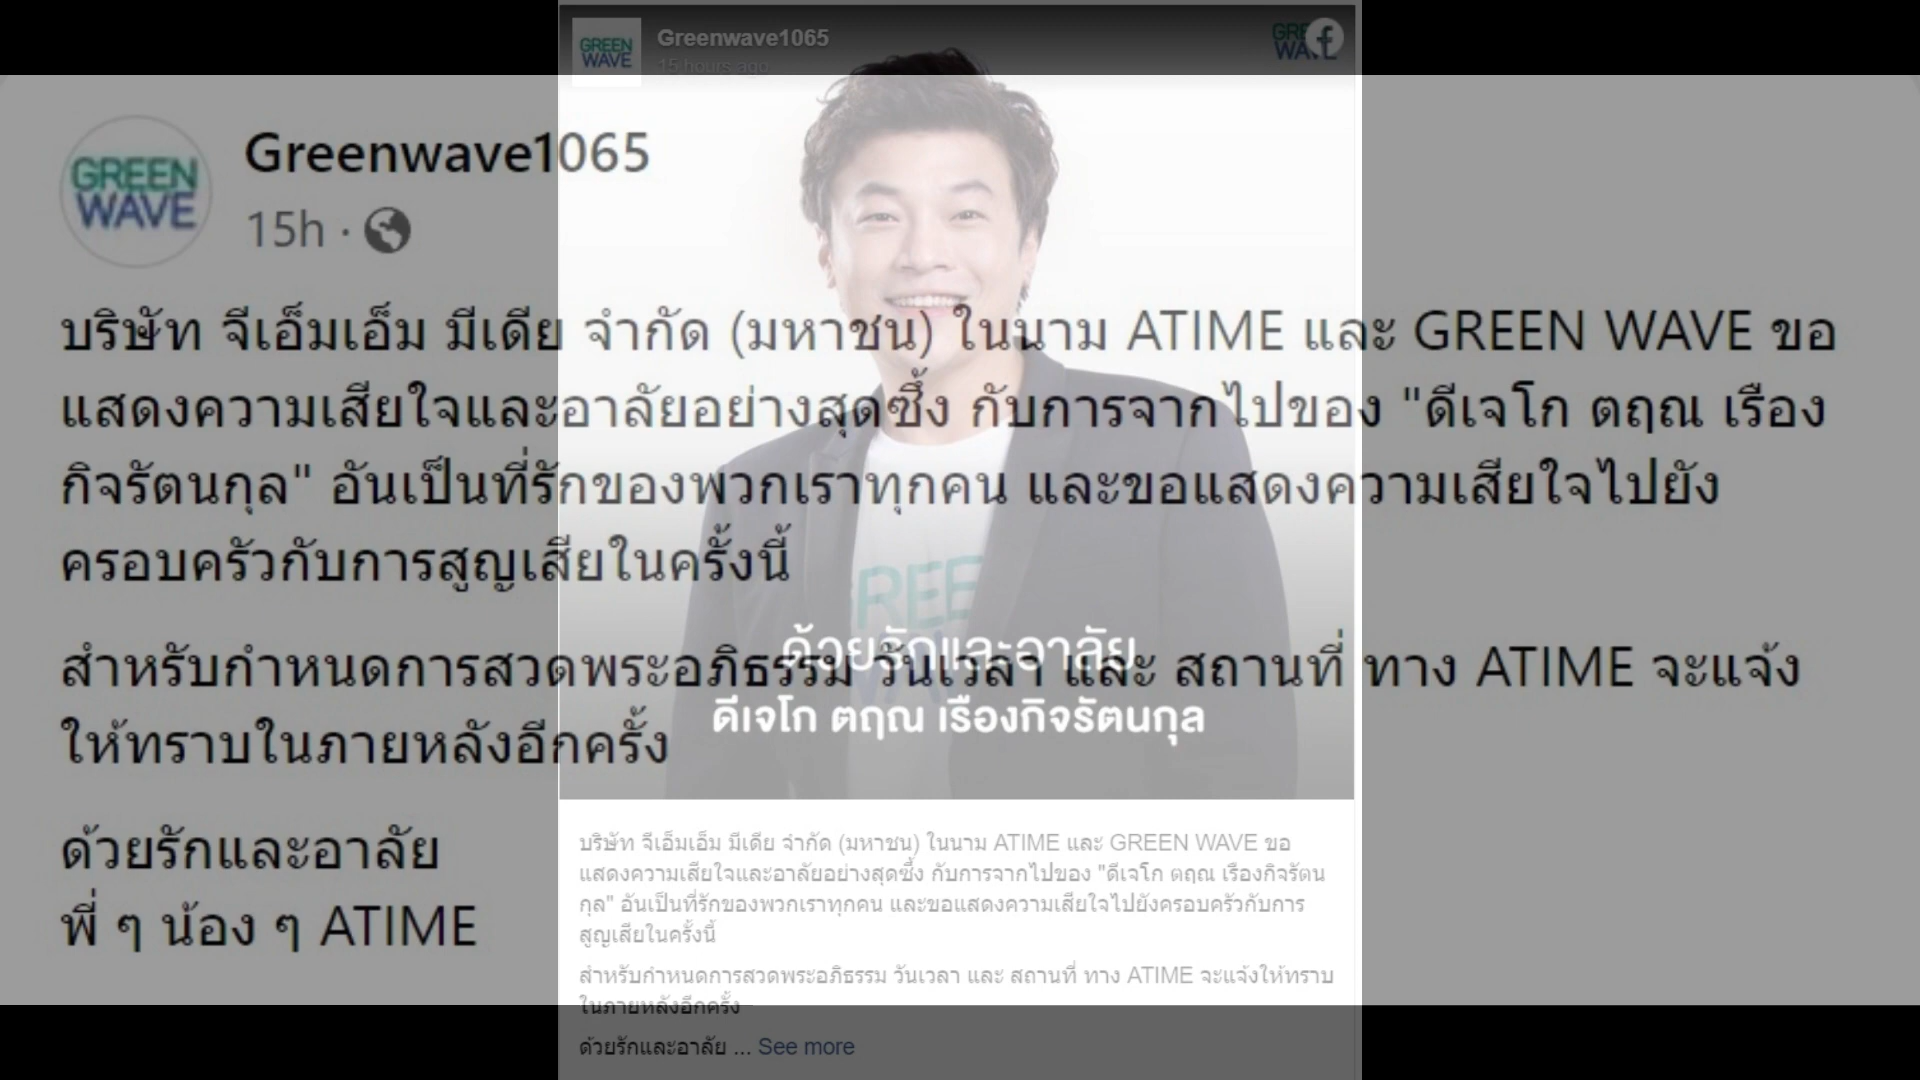 GREEN
WAVE
Greenwave1065
15 hours ago
GREEN
WAVE
Greenwave1065
15h ·
บริษัท จีเอ็มเอ็ม มีเดีย จำกัด (มหาชน) ในนาม ATIME และ GREEN WAVE ขอ
แสดงความเสียใจและอาลัยอย่างสุดซึ้ง กับการจากไปของ "ดีเจโก ตฤณ เรือง
กิจรัตนกุล" อันเป็นที่รักของพวกเราทุกคน และขอแสดงความเสียใจไปยัง
ครอบครัวกับการสูญเสียในครั้งนี้
สำหรับกำหนดการสวดพระอภิธรรม วันเวลา และ สถานที่ ทาง ATIME จะแจ้ง
ให้ทราบในภายหลังอีกครั้ง
ด้วยรักและอาลัย
พี่ ๆ น้อง ๆ ATIME
ด้วยรักและอาลัย
ดีเจโก ตฤณ เรืองกิจรัตนกุล
บริษัท จีเอ็มเอ็ม มีเดีย จำกัด (มหาชน) ในนาม ATIME และ GREEN WAVE ขอ
แสดงความเสียใจและอาลัยอย่างสุดซึ้ง กับการจากไปของ "ดีเจโก ตฤณ เรืองกิจรัตน
กุล" อันเป็นที่รักของพวกเราทุกคน และขอแสดงความเสียใจไปยังครอบครัวกับการ
สูญเสียในครั้งนี้
สำหรับกำหนดการสวดพระอภิธรรม วันเวลา และ สถานที่ ทาง ATIME จะแจ้งให้ทราบ
ในภายหลังอีกครั้ง
ด้วยรักและอาลัย ... See more